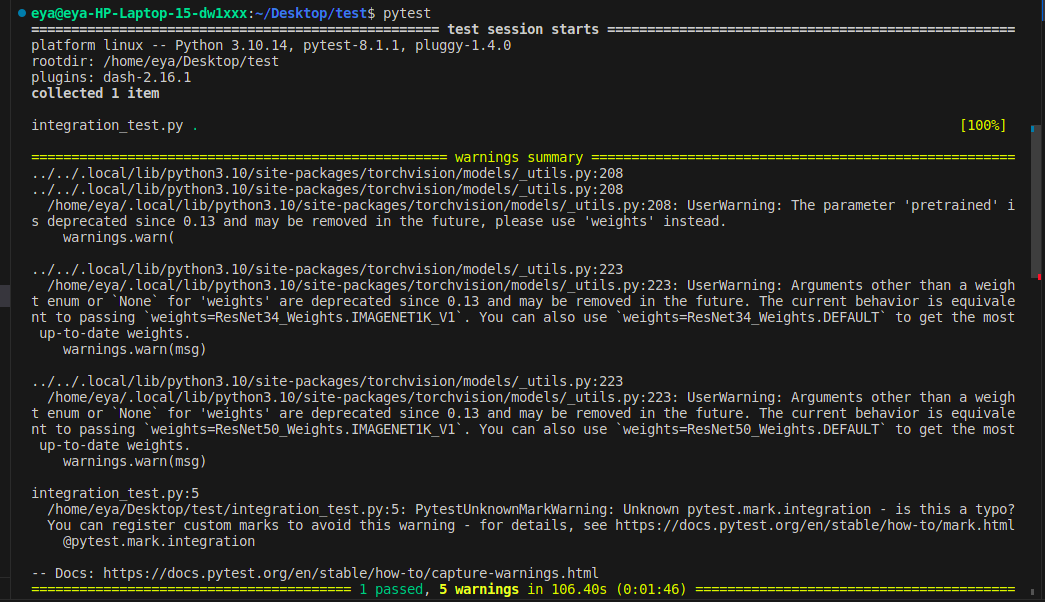 eya@eya-HP-Laptop-15-dw1xxx:~/Desktop/test$ pytest
================================================== test session starts ==================================================
platform linux -- Python 3.10.14, pytest-8.1.1, pluggy-1.4.0
rootdir: /home/eya/Desktop/test
plugins: dash-2.16.1
collected 1 item
integration_test.py . [100%]
=================================================== warnings summary ====================================================
../../.local/lib/python3.10/site-packages/torchvision/models/_utils.py:208
../../.local/lib/python3.10/site-packages/torchvision/models/_utils.py:208
/home/eya/.local/lib/python3.10/site-packages/torchvision/models/_utils.py:208: UserWarning: The parameter 'pretrained' i
s deprecated since 0.13 and may be removed in the future, please use 'weights' instead.
warnings.warn(
../../.local/lib/python3.10/site-packages/torchvision/models/_utils.py:223
/home/eya/.local/lib/python3.10/site-packages/torchvision/models/_utils.py:223: UserWarning: Arguments other than a weigh
t enum or `None` for 'weights' are deprecated since 0.13 and may be removed in the future. The current behavior is equivale
nt to passing `weights=ResNet34_Weights.IMAGENET1K_V1`. You can also use `weights=ResNet34_Weights.DEFAULT` to get the most
up-to-date weights.
warnings.warn(msg)
../../.local/lib/python3.10/site-packages/torchvision/models/_utils.py:223
/home/eya/.local/lib/python3.10/site-packages/torchvision/models/_utils.py:223: UserWarning: Arguments other than a weigh
t enum or `None` for 'weights' are deprecated since 0.13 and may be removed in the future. The current behavior is equivale
nt to passing `weights=ResNet50_Weights.IMAGENET1K_V1`. You can also use `weights=ResNet50_Weights.DEFAULT` to get the most
up-to-date weights.
warnings.warn(msg)
integration_test.py:5
/home/eya/Desktop/test/integration_test.py:5: PytestUnknownMarkWarning: Unknown pytest.mark.integration - is this a typo?
You can register custom marks to avoid this warning - for details, see https://docs.pytest.org/en/stable/how-to/mark.html
@pytest.mark.integration
-- Docs: https://docs.pytest.org/en/stable/how-to/capture-warnings.html
======================================== 1 passed, 5 warnings in 106.40s (0:01:46) ========================================